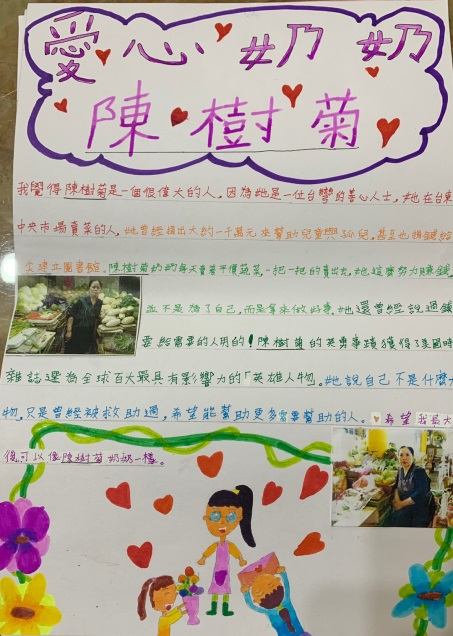 愛心奶奶
陳樹菊
我覺得陳樹菊是一個很偉大的人。因為她是一位台灣的善心人士,她在台東
中央市場賣菜的人,她曾經捐出大約一千萬元來幫助兒童與孤兒。甚至也捐錢給
建立圖書館。陳樹菊奶奶每天賣著平價蔬菜,一把一把的賣出去,她這麼努力賺錢,
並不是為了自己,而是拿來做好事,她還曾經說過錢
要給需要的人用的!陳樹菊的英勇事蹟獲得了美國時
雜誌選為全球百大最具有影響力的「英雄人物。她說自己不是什麼
物,只是曾經被救助過,希望能幫助更多需要幫助的人。希望我長大
後可以像陳樹菊奶奶一樣。